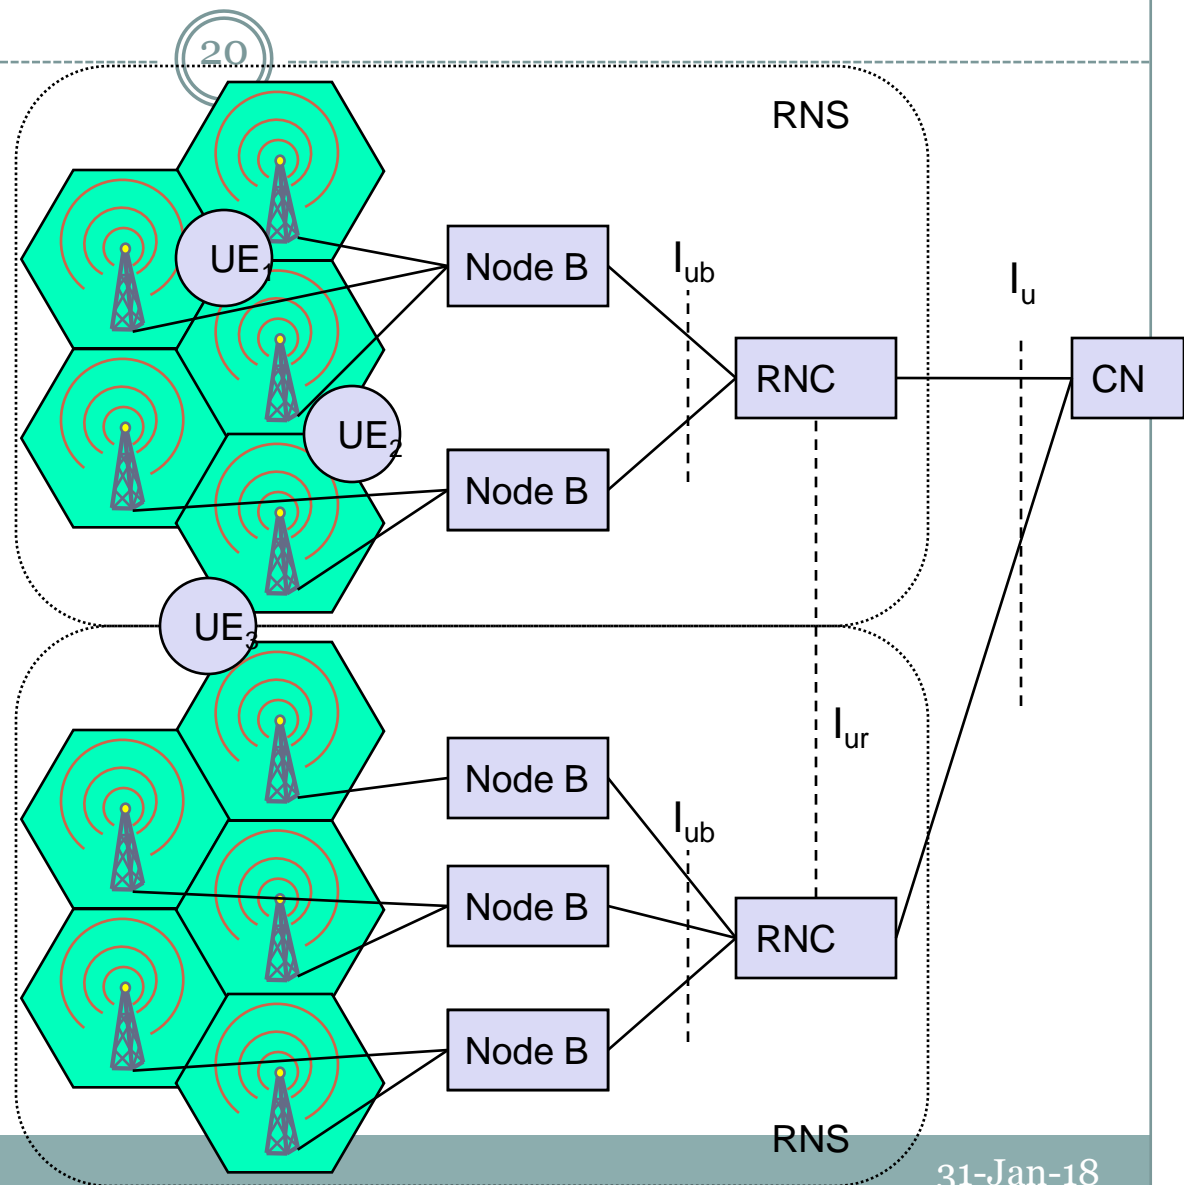 20
RNS
UE1
Node B
Iub
Iu
RNC
CN
UE2
Node B
UE3
Iur
Node B
Iub
Node B
RNC
Node B
RNS
31-Jan-18